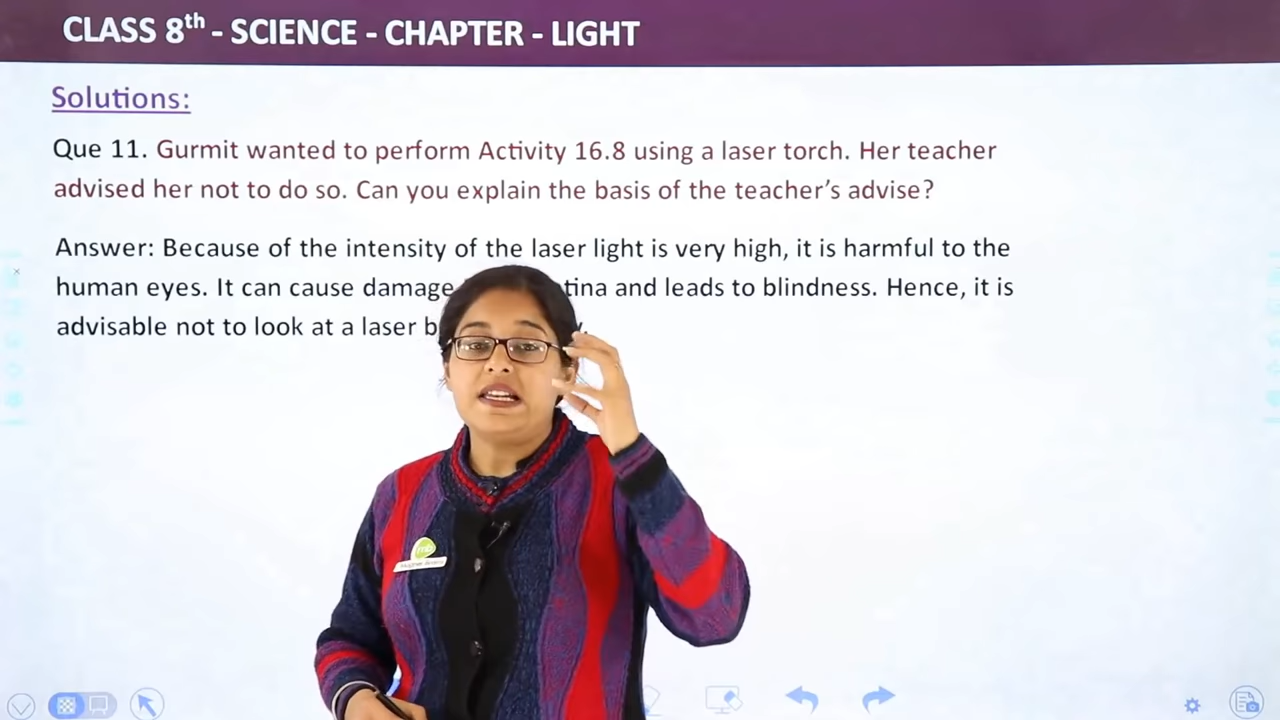 CLASS 8th - SCIENCE - CHAPTER - LIGHT
Solutions:
Que 11. Gurmit wanted to perform Activity 16.8 using a laser torch. Her teacher
advised her not to do so. Can you explain the basis of the teacher’s advise?
Answer: Because of the intensity of the laser light is very high, it is harmful to the
human eyes. It can cause damage and leads to blindness. Hence, it is
advisable not to look at a laser